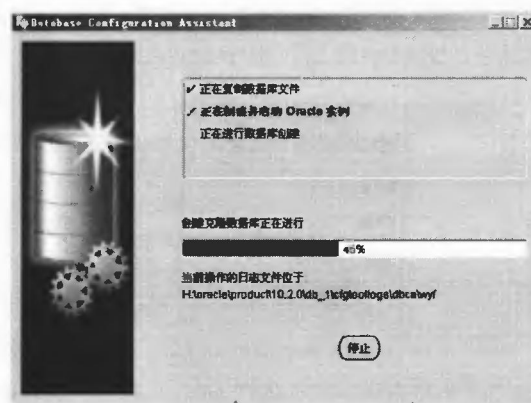 Database Configuration Assistant
正在复制数据库文件
正在创建并启动 Oracle 实例
正在进行数据库创建
创建克隆数据库正在进行
46%
当前操作的日志文件位于
H:\oracle\product\10.2.0\db_1\cfgtoollogs\dbca\wyf
停止